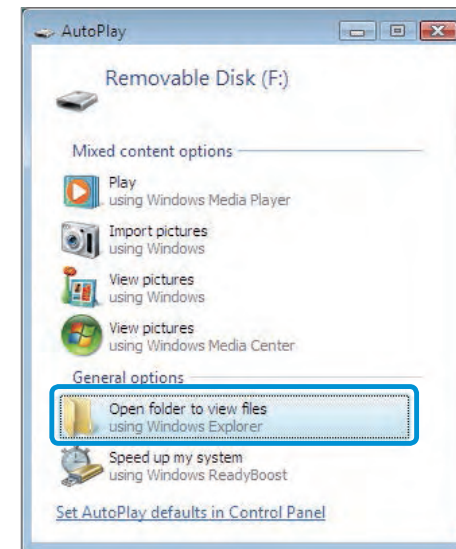 AutoPlay
Removable Disk (F:)
Mixed content options
Play
using Windows Media Player
Import pictures
using Windows
View pictures
using Windows
View pictures
using Windows Media Center
General options
Open folder to view files
using Windows Explorer
Speed up my system
using Windows ReadyBoost
Set AutoPlay defaults in Control Panel